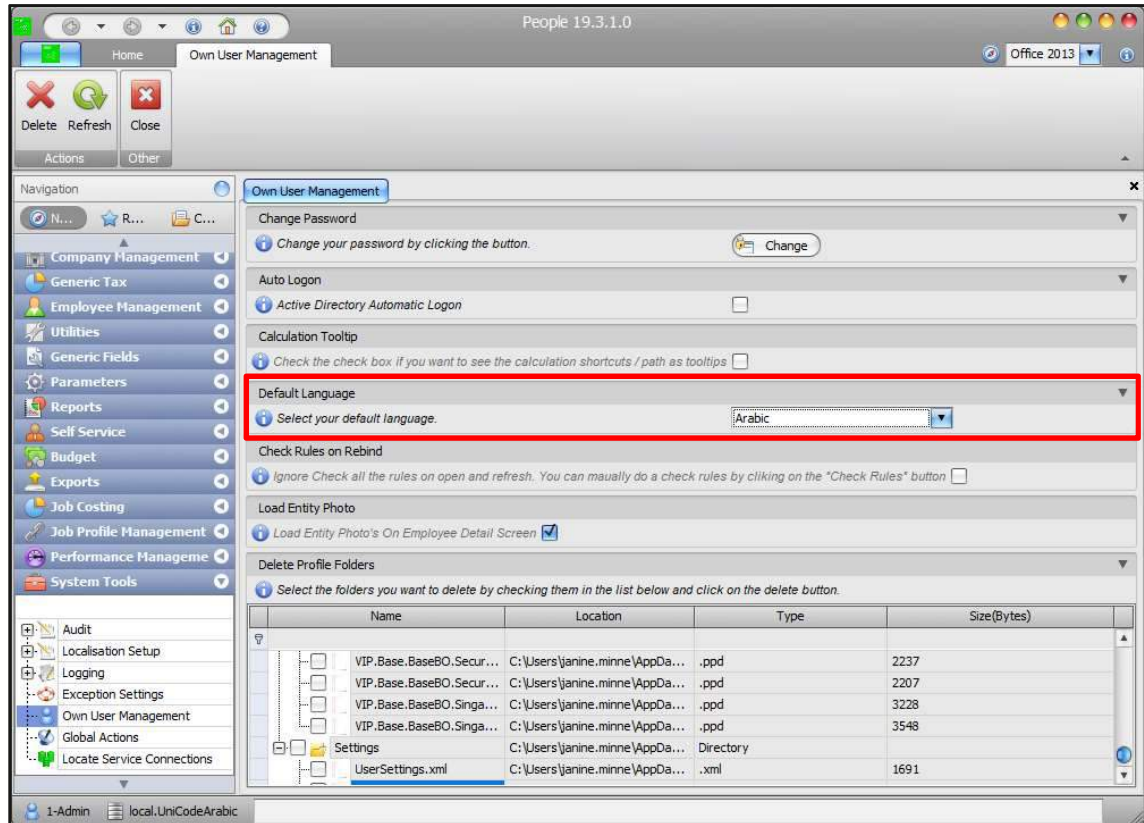 People 19.3.1.0
Home
Own User Management
Office 2013
Delete
Refresh
Close
Actions
Other
Navigation
N...
R...
C...
Company Management
Generic Tax
Employee Management
Utilities
Generic Fields
Parameters
Reports
Self Service
Budget
Exports
Job Costing
Job Profile Management
Performance Manageme
System Tools
Audit
Localisation Setup
Logging
Exception Settings
Own User Management
Global Actions
Locate Service Connections
Own User Management
Change Password
Change your password by clicking the button.
Change
Auto Logon
Active Directory Automatic Logon
Calculation Tooltip
Check the check box if you want to see the calculation shortcuts / path as tooltips
Default Language
Select your default language.
Arabic
Check Rules on Rebind
Ignore Check all the rules on open and refresh. You can maually do a check rules by cliking on the "Check Rules" button
Load Entity Photo
Load Entity Photo's On Employee Detail Screen
Delete Profile Folders
Select the folders you want to delete by checking them in the list below and click on the delete button.
Name Location Type Size(Bytes)
VIP.Base.BaseBO.Secur... C:\Users\janine.minne\AppDa... .ppd 2237
VIP.Base.BaseBO.Secur... C:\Users\janine.minne\AppDa... .ppd 2207
VIP.Base.BaseBO.Singa... C:\Users\janine.minne\AppDa... .ppd 3228
VIP.Base.BaseBO.Singa... C:\Users\janine.minne\AppDa... .ppd 3548
Settings C:\Users\janine.minne\AppDa... Directory
UserSettings.xml C:\Users\janine.minne\AppDa... .xml 1691
1-Admin
local.UniCodeArabic